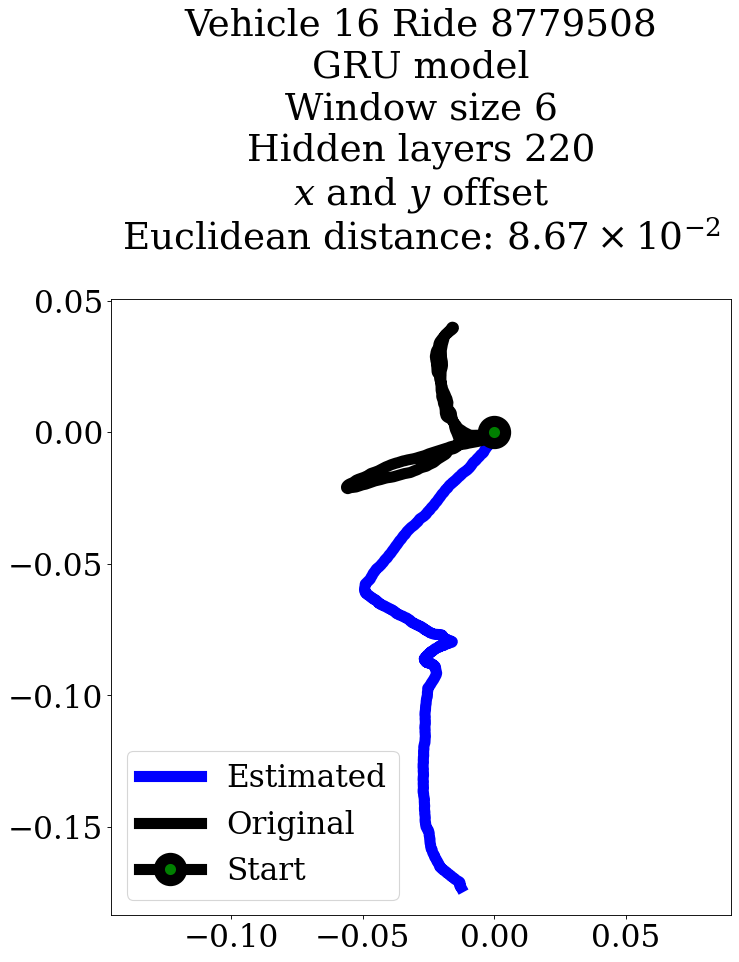 Vehicle 16 Ride 8779508
GRU model
Window size 6
Hidden layers 220
x and y offset
Euclidean distance: 8.67 × 10⁻²
0.05
0.00
−0.05
−0.10
−0.15
Estimated
Original
Start
−0.10 −0.05 0.00 0.05